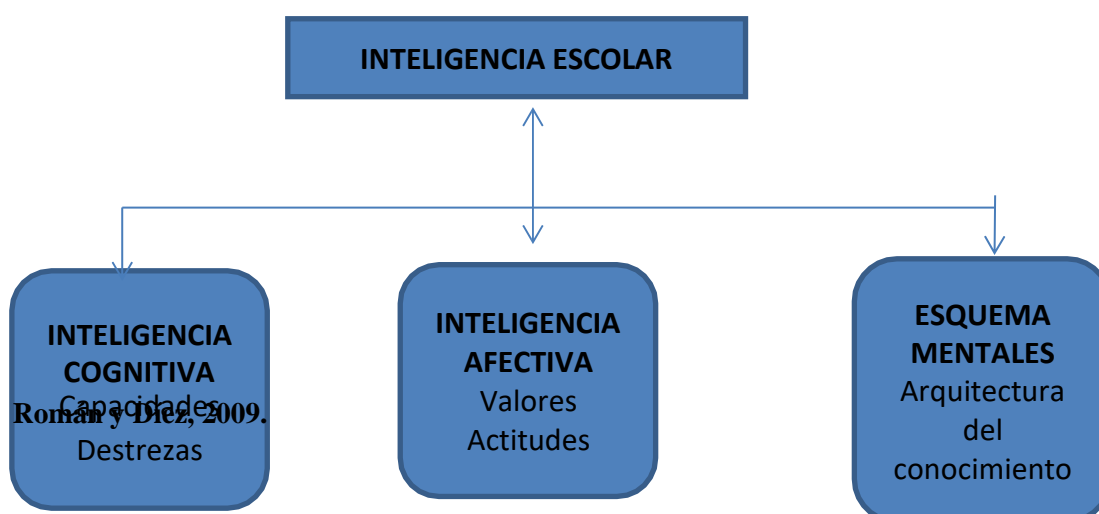 INTELIGENCIA ESCOLAR
INTELIGENCIA
COGNITIVA
Capacidades
Destrezas
Román y Díez, 2009.
INTELIGENCIA
AFECTIVA
Valores
Actitudes
ESQUEMA
MENTALES
Arquitectura
del
conocimiento